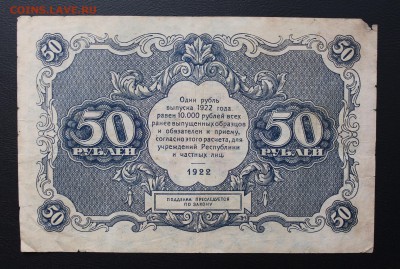 COINS.LAVE.RU
50
50
Один рубль
выпуска 1922 года
равен 10.000 рублей всех
ранее выпущенных образцов
и обязателен к приему,
согласно этого расчета, для
учреждений Республики
и частных лиц.
50
РУБЛЕЙ
50
РУБЛЕЙ
1922
ПОДДЕЛКА ПРЕСЛЕДУЕТСЯ
ПО ЗАКОНУ
50
50